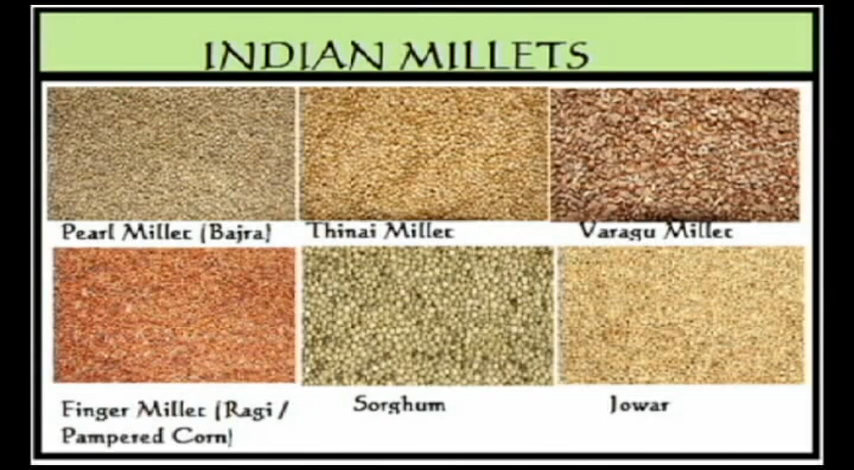 INDIAN MILLETS
Pearl Millet (Bajra)
Thinai Millet
Varagu Millet
Finger Millet (Ragi /
Pampered Corn)
Sorghum
Jowar